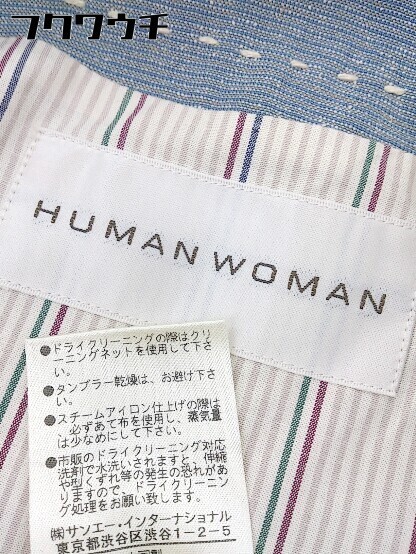 フクワウチ
HUMAN WOMAN
●ドライクリーニングの際はクリ
ーニングネットを使用して下さ
い。
●タンブラー乾燥は、お避け下さ
い。
●スチームアイロン仕上げの際は
必ずあて布を使用し、蒸気量
は少なめにして下さい。
●市販のドライクリーニング対応
洗剤で水洗いされますと、伸縮
や型くずれ等の発生の恐れがあ
りますので、ドライクリーニン
グ処理をお願い致します。
㈱サンエー・インターナショナル
東京都渋谷区渋谷1-2-5